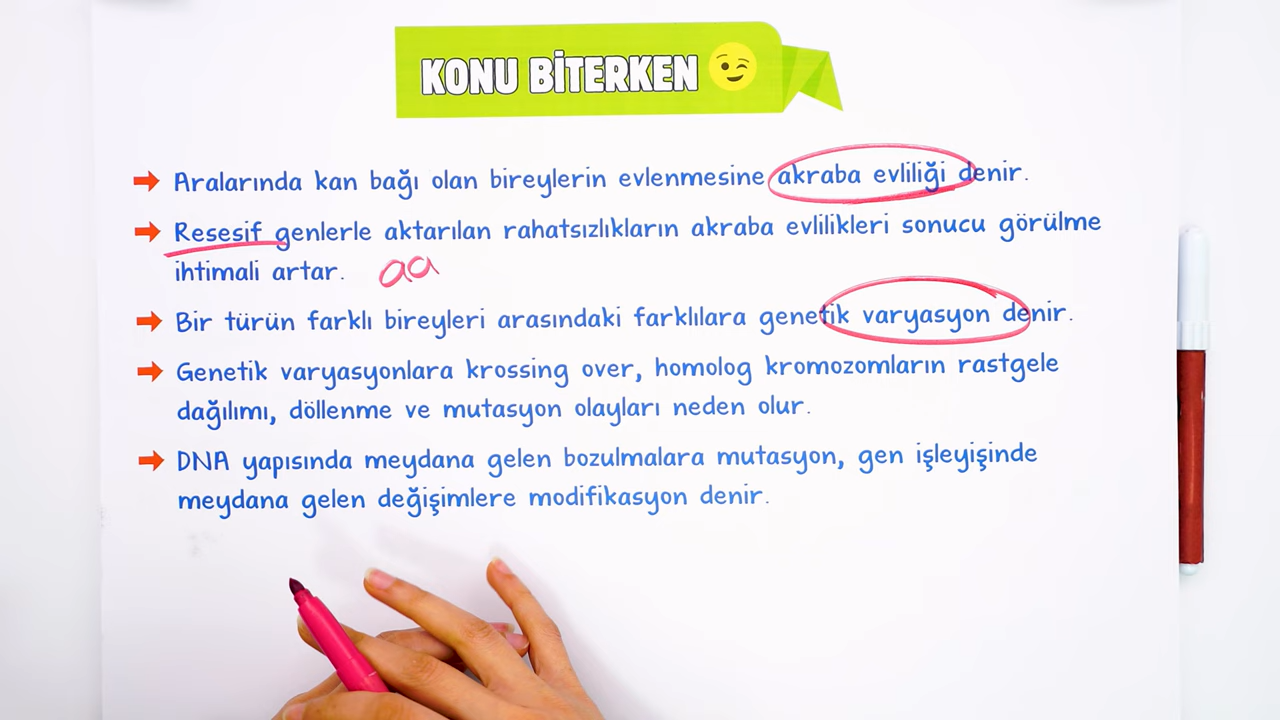 KONU BİTERKEN
Aralarında kan bağı olan bireylerin evlenmesine akraba evliliği denir.
Resesif genlerle aktarılan rahatsızlıkların akraba evlilikleri sonucu görülme
ihtimali artar. aa
Bir türün farklı bireyleri arasındaki farklılara genetik varyasyon denir.
Genetik varyasyonlara krossing over, homolog kromozomların rastgele
dağılımı, döllenme ve mutasyon olayları neden olur.
DNA yapısında meydana gelen bozulmalara mutasyon, gen işleyişinde
meydana gelen değişimlere modifikasyon denir.